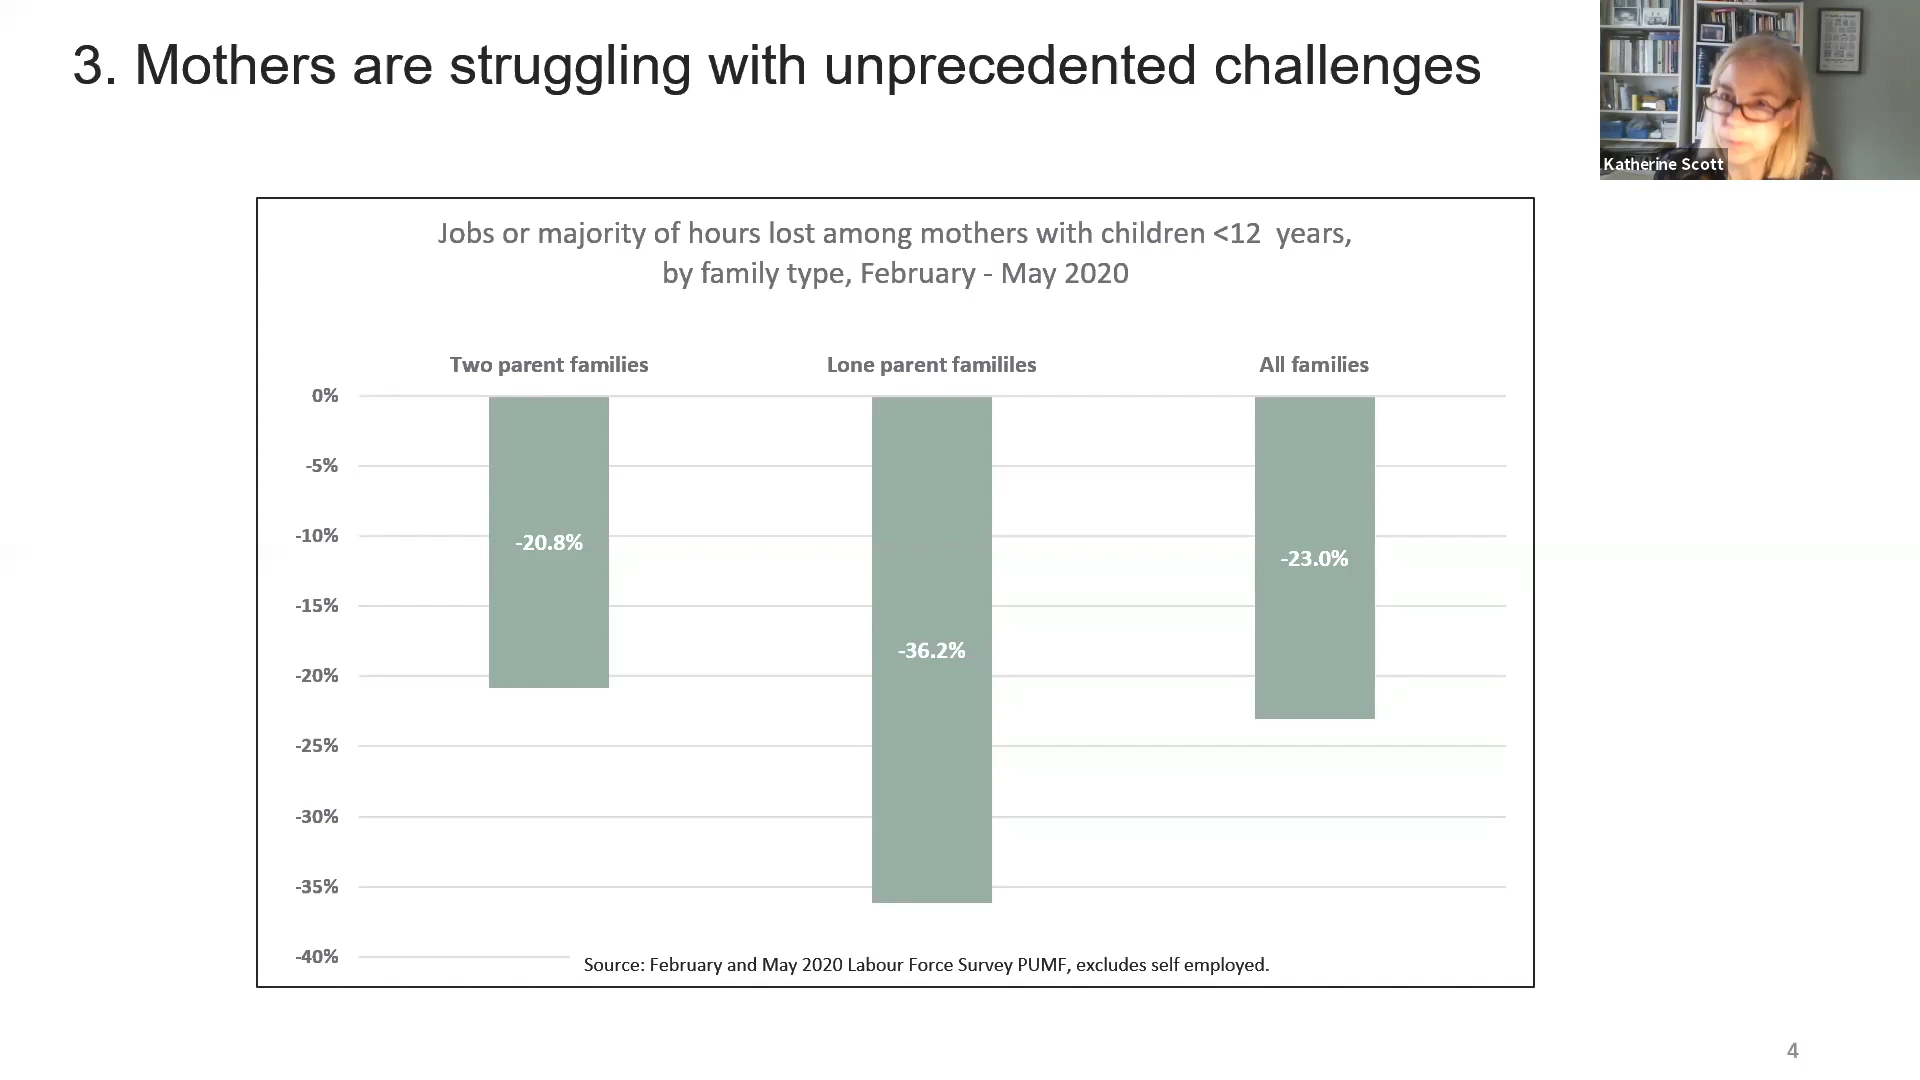 3. Mothers are struggling with unprecedented challenges
Katherine Scott
Jobs or majority of hours lost among mothers with children <12  years,
by family type, February - May 2020
Two parent families
Lone parent famililes
All families
0%
-5%
-10%
-15%
-20%
-25%
-30%
-35%
-40%
-20.8%
-36.2%
-23.0%
Source: February and May 2020 Labour Force Survey PUMF, excludes self employed.
4